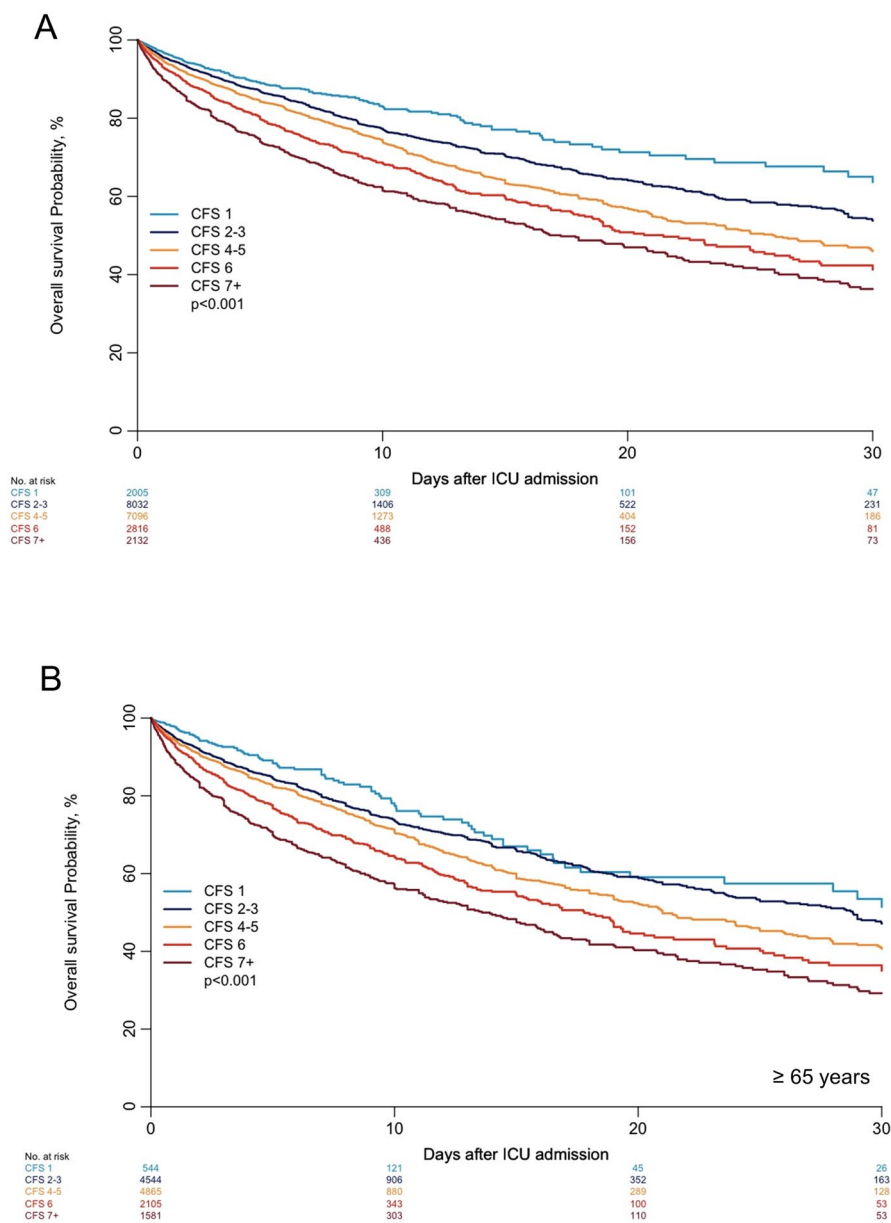 A
Overall survival Probability, %
100
80
60
40
20
0
CFS 1
CFS 2-3
CFS 4-5
CFS 6
CFS 7+
p<0.001
0 10 20 30
Days after ICU admission
No. at risk
CFS 1 2005 309 101 47
CFS 2-3 8032 1406 522 231
CFS 4-5 7096 1273 404 186
CFS 6 2816 488 152 81
CFS 7+ 2132 436 156 73
B
Overall survival Probability, %
100
80
60
40
20
0
CFS 1
CFS 2-3
CFS 4-5
CFS 6
CFS 7+
p<0.001
≥ 65 years
0 10 20 30
Days after ICU admission
No. at risk
CFS 1 544 121 45 26
CFS 2-3 4544 906 352 163
CFS 4-5 4865 880 289 128
CFS 6 2105 343 100 53
CFS 7+ 1581 303 110 53